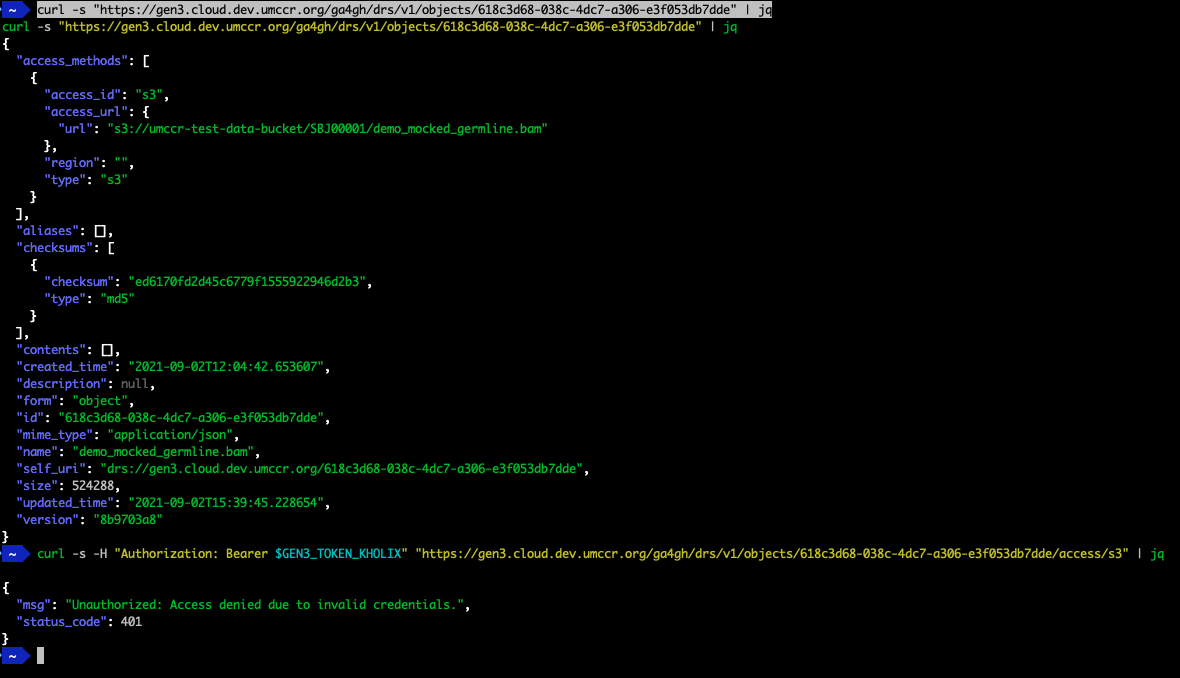 ~ curl -s "https://gen3.cloud.dev.umccr.org/ga4gh/drs/v1/objects/618c3d68-038c-4dc7-a306-e3f053db7dde" | jq
curl -s "https://gen3.cloud.dev.umccr.org/ga4gh/drs/v1/objects/618c3d68-038c-4dc7-a306-e3f053db7dde" | jq
{
  "access_methods": [
    {
      "access_id": "s3",
      "access_url": {
        "url": "s3://umccr-test-data-bucket/SBJ00001/demo_mocked_germline.bam"
      },
      "region": "",
      "type": "s3"
    }
  ],
  "aliases": [],
  "checksums": [
    {
      "checksum": "ed6170fd2d45c6779f1555922946d2b3",
      "type": "md5"
    }
  ],
  "contents": [],
  "created_time": "2021-09-02T12:04:42.653607",
  "description": null,
  "form": "object",
  "id": "618c3d68-038c-4dc7-a306-e3f053db7dde",
  "mime_type": "application/json",
  "name": "demo_mocked_germline.bam",
  "self_uri": "drs://gen3.cloud.dev.umccr.org/618c3d68-038c-4dc7-a306-e3f053db7dde",
  "size": 524288,
  "updated_time": "2021-09-02T15:39:45.228654",
  "version": "8b9703a8"
}
~ curl -s -H "Authorization: Bearer $GEN3_TOKEN_KHOLIX" "https://gen3.cloud.dev.umccr.org/ga4gh/drs/v1/objects/618c3d68-038c-4dc7-a306-e3f053db7dde/access/s3" | jq
{
  "msg": "Unauthorized: Access denied due to invalid credentials.",
  "status_code": 401
}
~